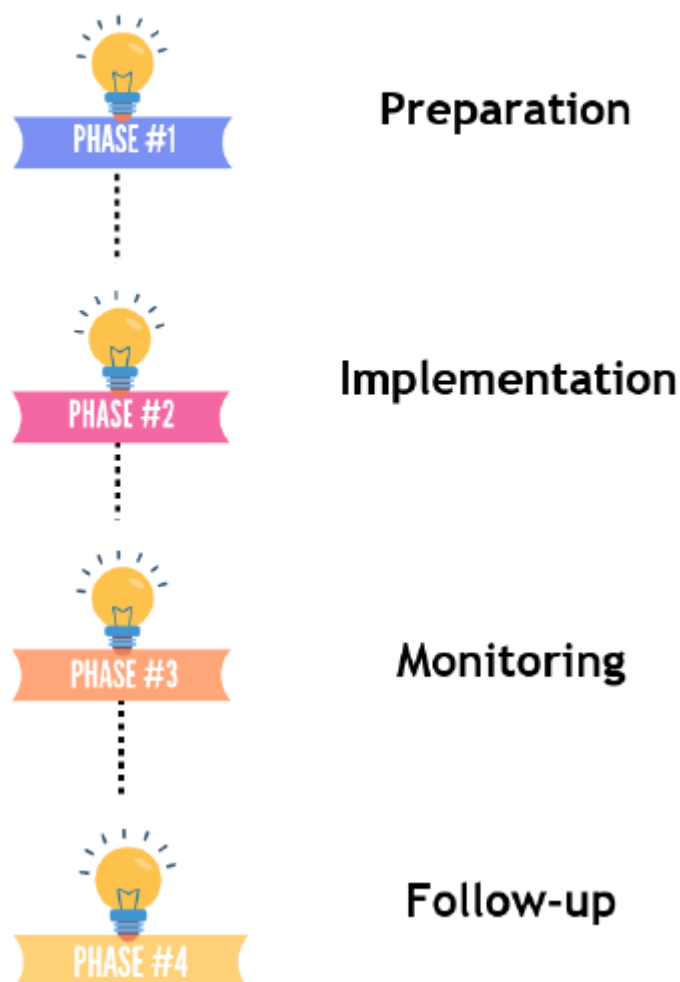 PHASE #1
Preparation
PHASE #2
Implementation
PHASE #3
Monitoring
PHASE #4
Follow-up